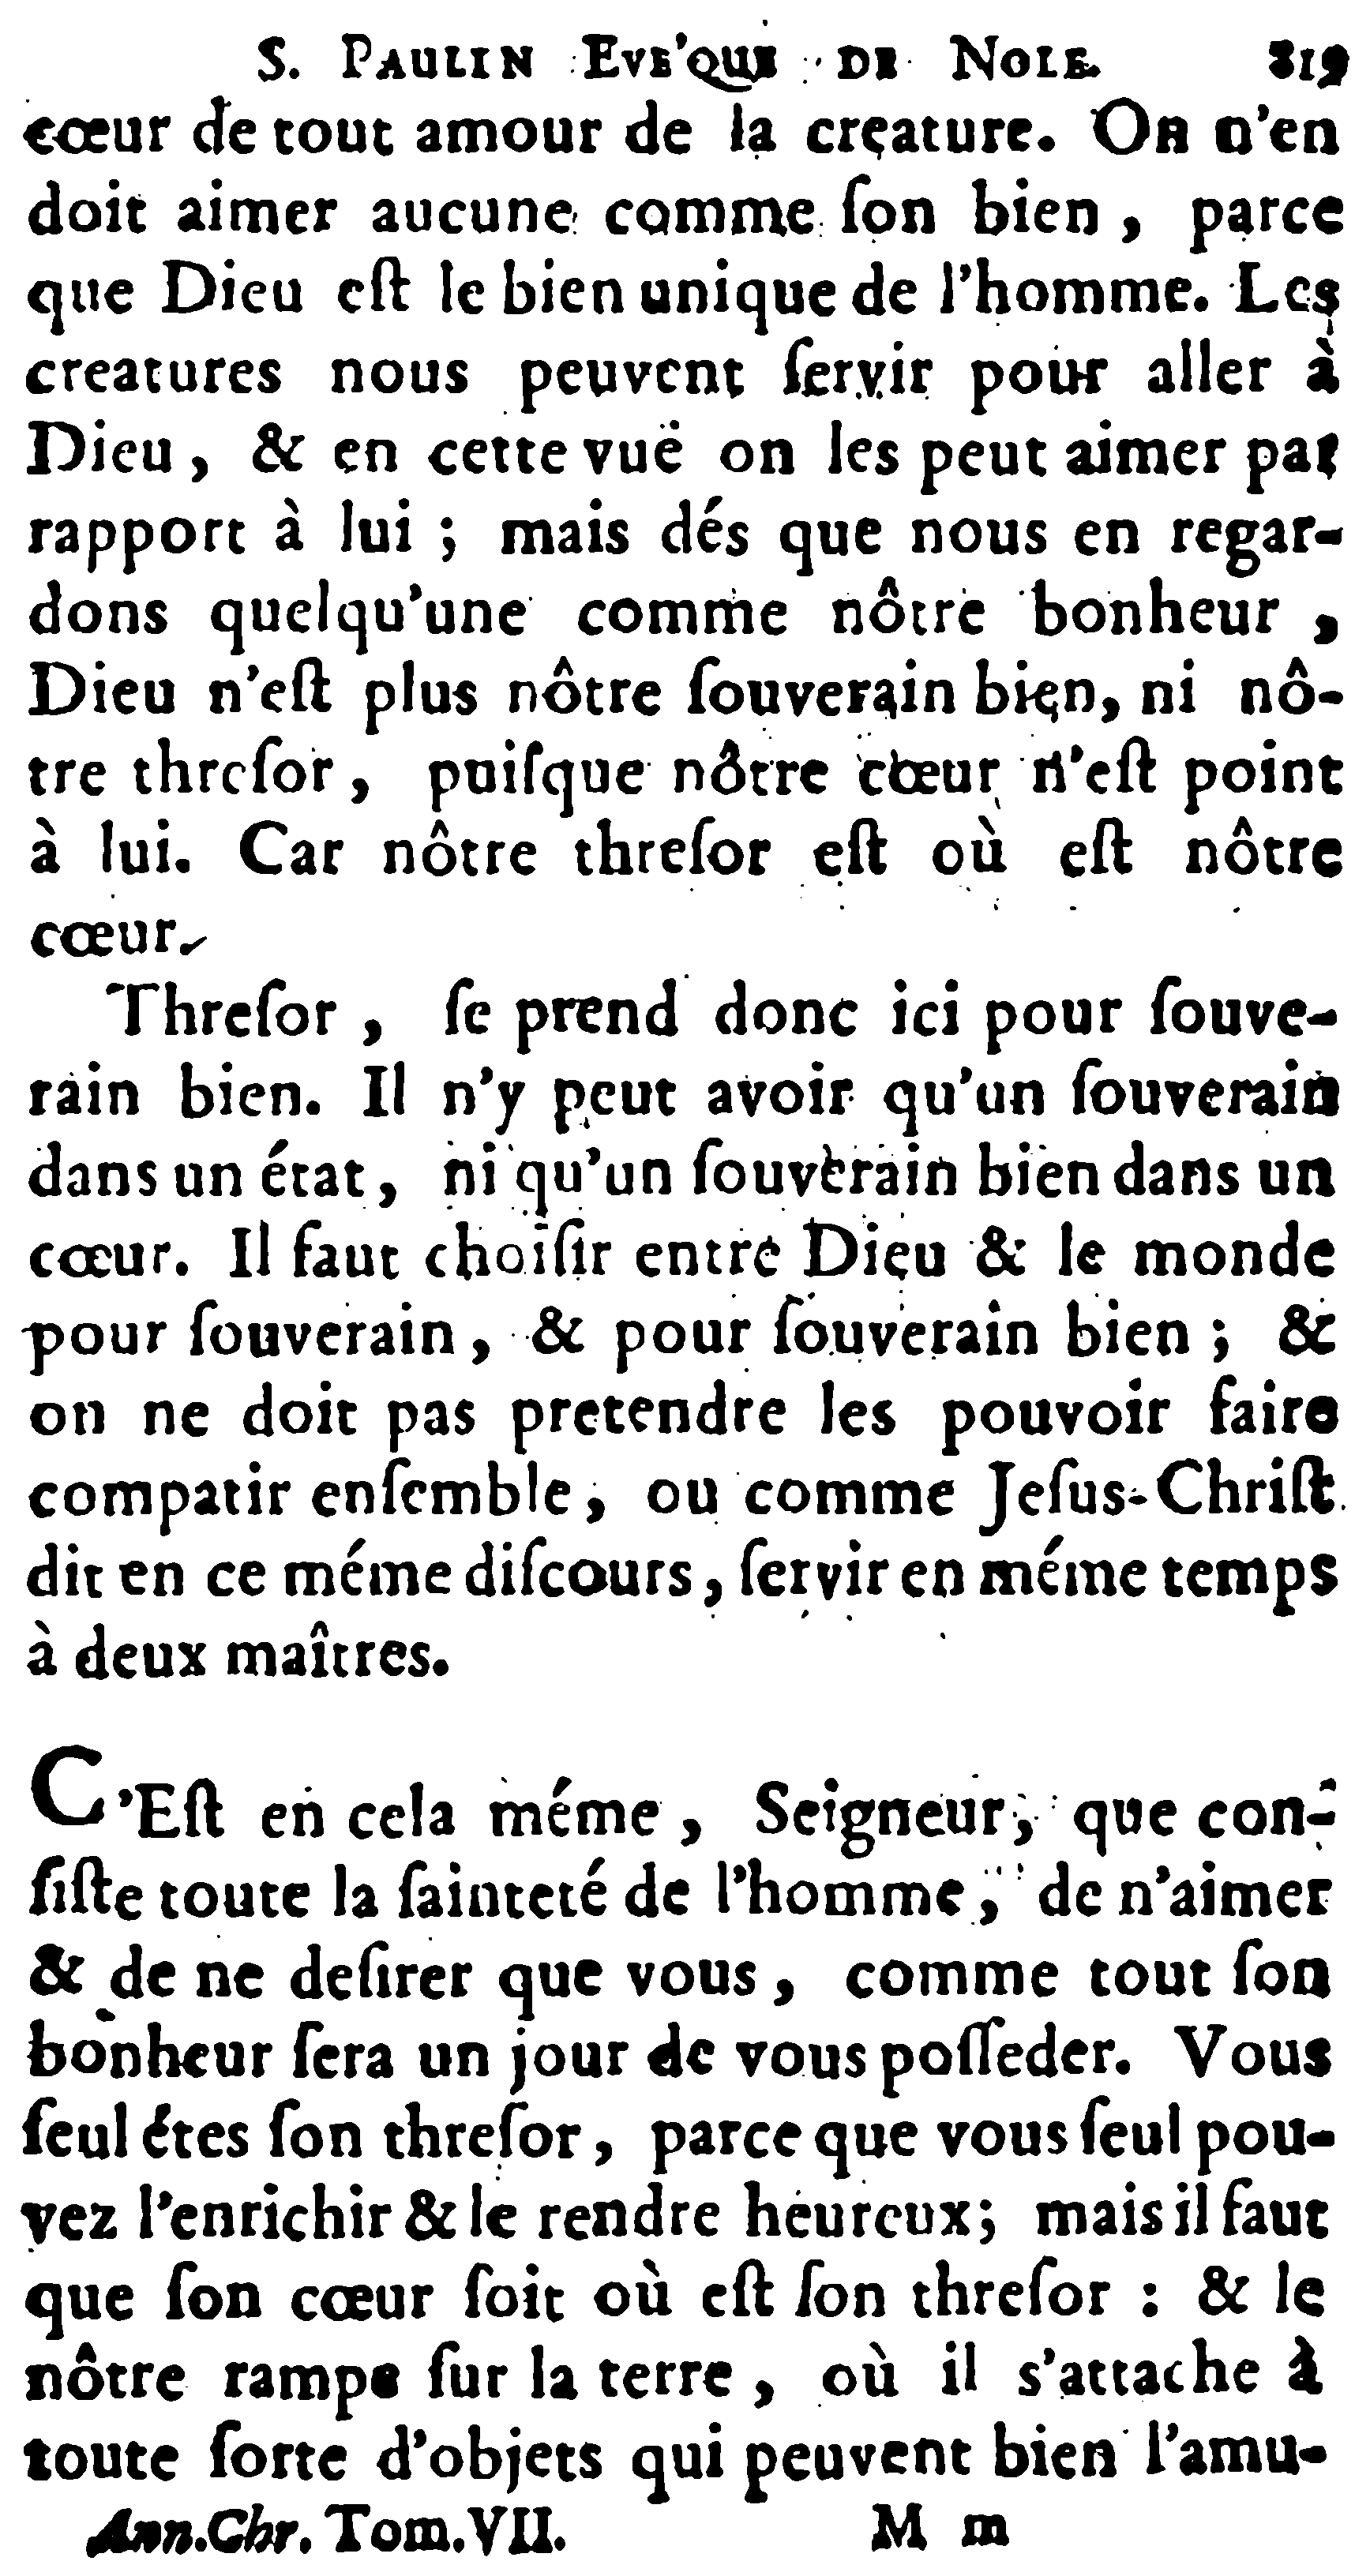 S. PAULIN EVE'QUE DE NOLE. 819
cœur de tout amour de la creature. On n'en
doit aimer aucune comme ſon bien, parce
que Dieu eſt le bien unique de l'homme. Les
creatures nous peuvent ſervir pour aller à
Dieu, & en cette vuë on les peut aimer par
rapport à lui ; mais dés que nous en regar-
dons quelqu'une comme nôtre bonheur,
Dieu n'eſt plus nôtre ſouverain bien, ni nô-
tre threſor, puiſque nôtre cœur n'eſt point
à lui. Car nôtre threſor eſt où eſt nôtre
cœur.
Threſor, ſe prend donc ici pour ſouve-
rain bien. Il n'y peut avoir qu'un ſouverain
dans un état, ni qu'un ſouverain bien dans un
cœur. Il faut choiſir entre Dieu & le monde
pour ſouverain, & pour ſouverain bien ; &
on ne doit pas pretendre les pouvoir faire
compatir enſemble, ou comme Jeſus-Chriſt
dit en ce méme diſcours, ſervir en méme temps
à deux maîtres.
C'Eſt en cela méme, Seigneur, que con-
ſiſte toute la ſainteté de l'homme, de n'aimer
& de ne deſirer que vous, comme tout ſon
bonheur ſera un jour de vous poſſeder. Vous
ſeul étes ſon threſor, parce que vous ſeul pou-
vez l'enrichir & le rendre heureux; mais il faut
que ſon cœur ſoit où eſt ſon threſor : & le
nôtre rampe ſur la terre, où il s'attache à
toute ſorte d'objets qui peuvent bien l'amu-
Ann. Chr. Tom. VII. M m